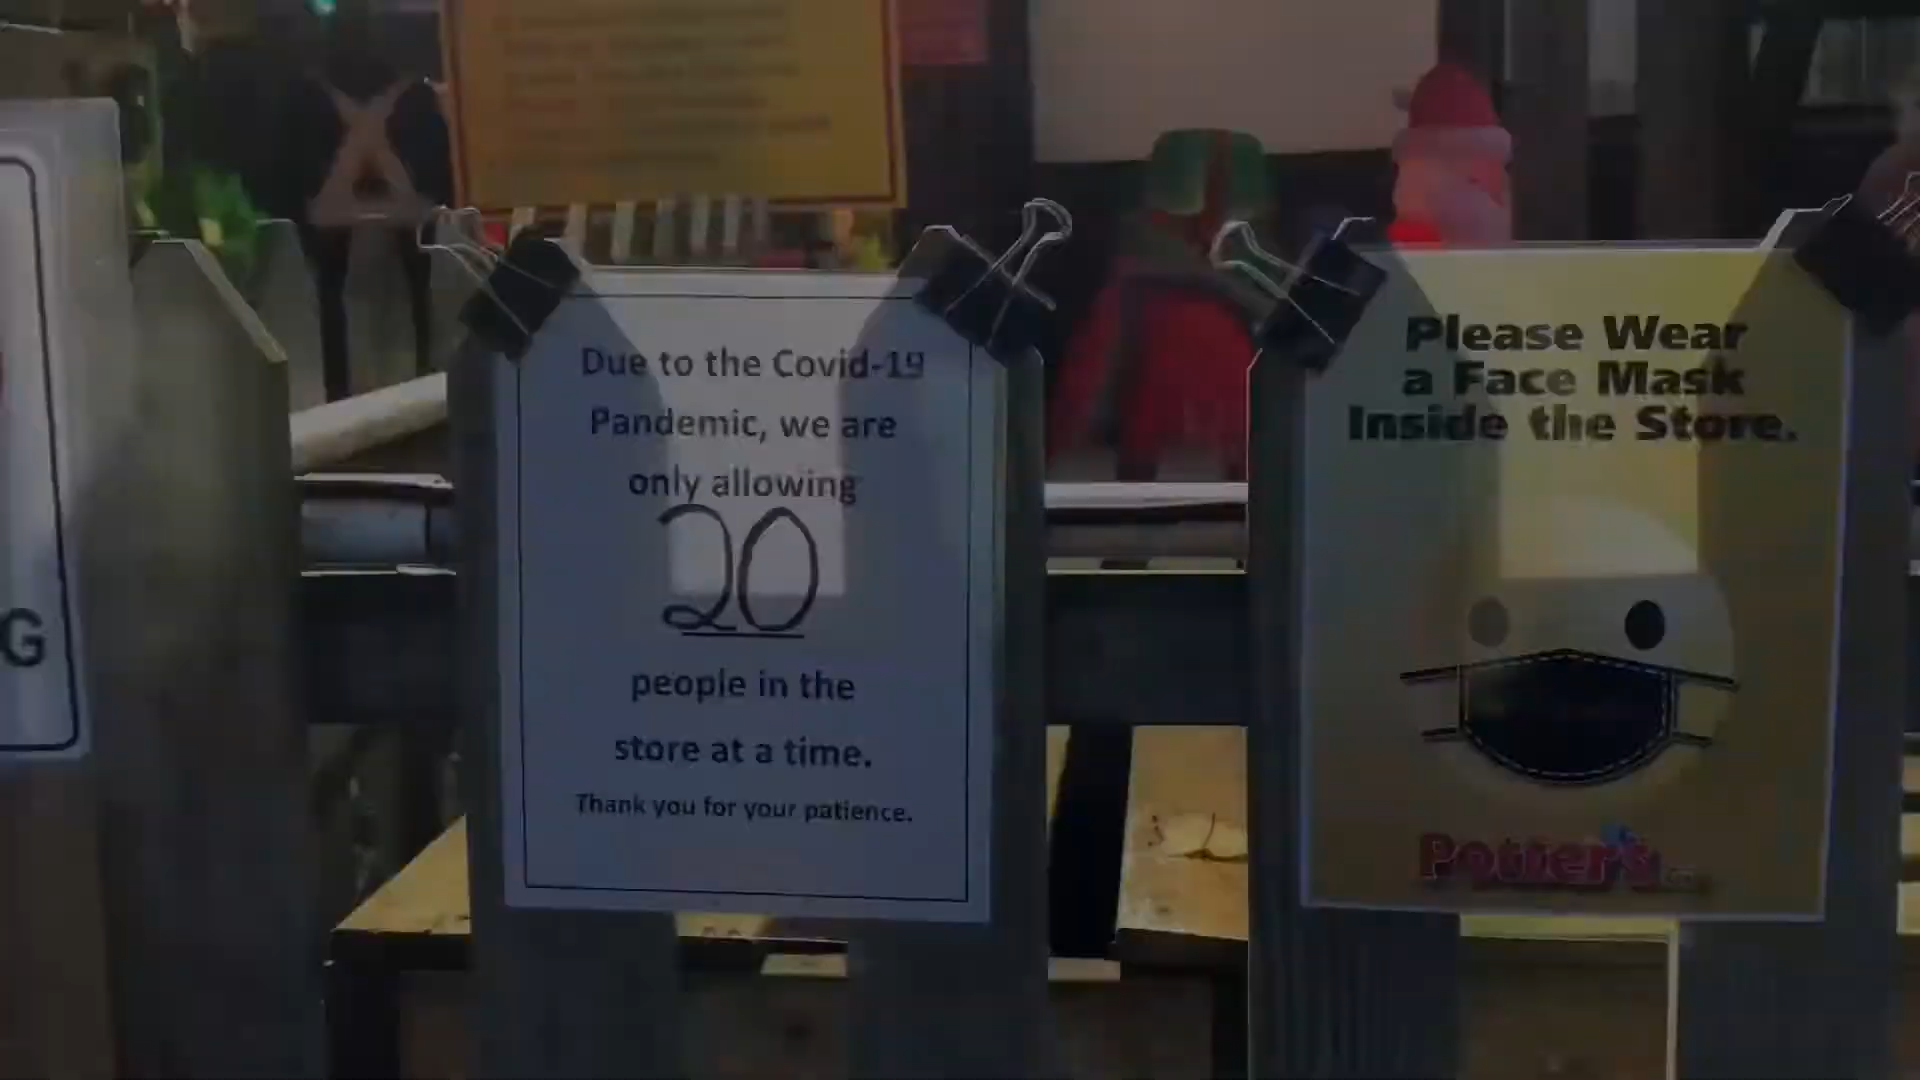 G
Due to the Covid-19
Pandemic, we are
only allowing
20
people in the
store at a time.
Thank you for your patience.
Please Wear
a Face Mask
Inside the Store.
Potter's